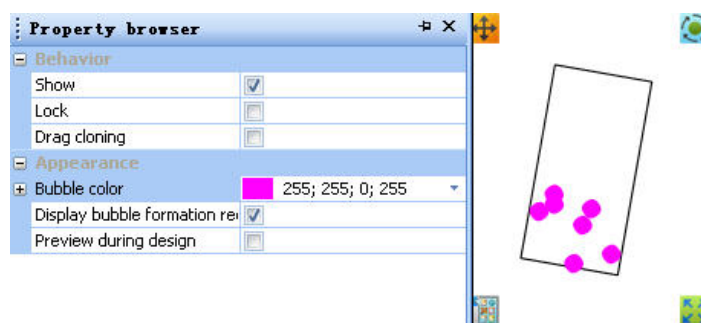 Property browser
Behavior
Show
Lock
Drag cloning
Appearance
Bubble color 255; 255; 0; 255
Display bubble formation re
Preview during design